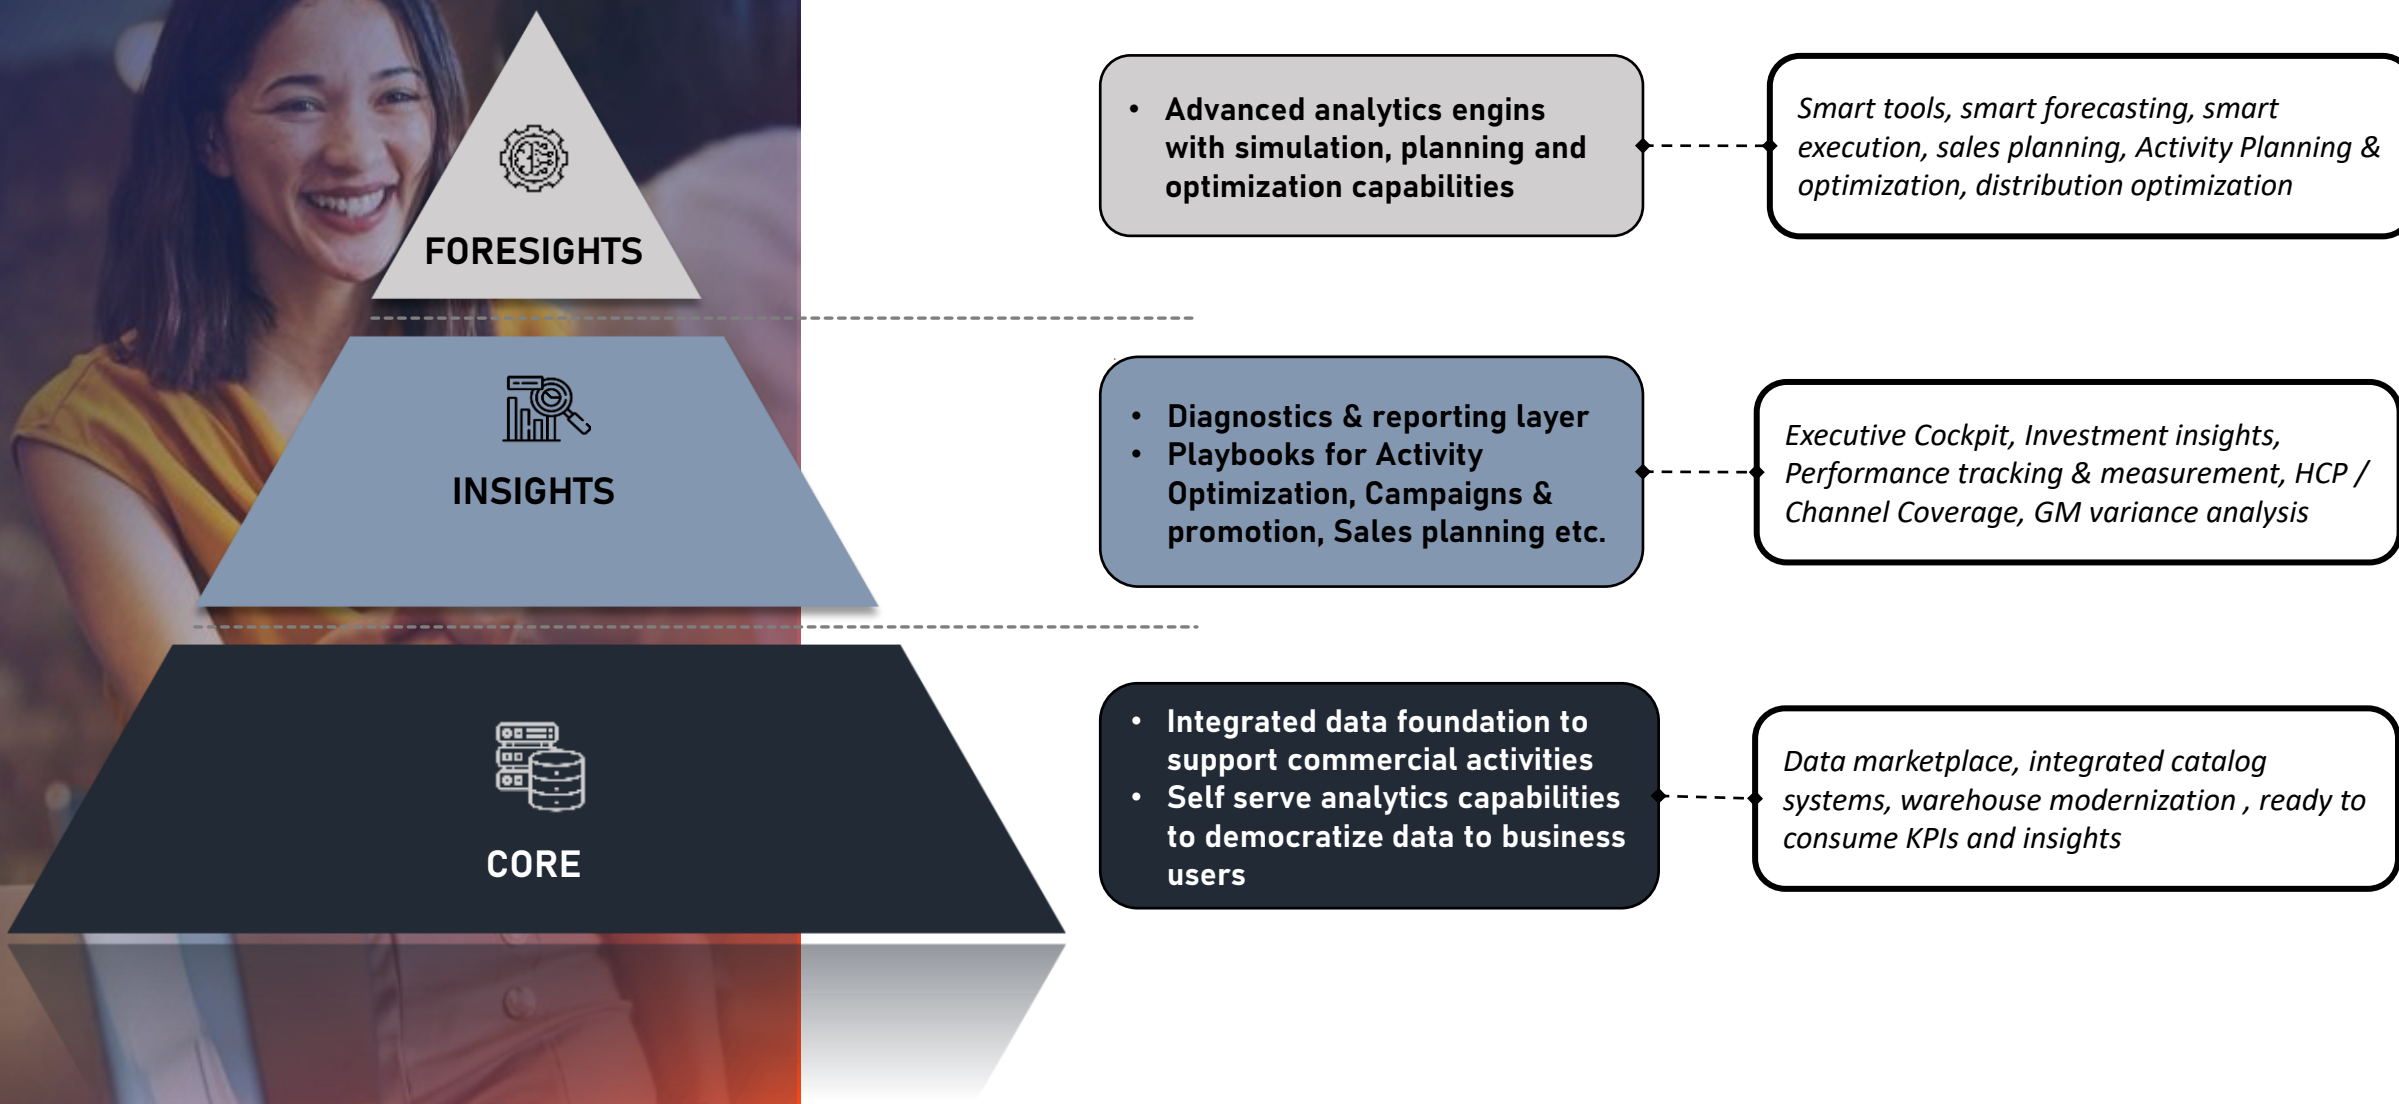 FORESIGHTS
• Advanced analytics engins
with simulation, planning and
optimization capabilities
Smart tools, smart forecasting, smart
execution, sales planning, Activity Planning &
optimization, distribution optimization
INSIGHTS
• Diagnostics & reporting layer
• Playbooks for Activity
Optimization, Campaigns &
promotion, Sales planning etc.
Executive Cockpit, Investment insights,
Performance tracking & measurement, HCP /
Channel Coverage, GM variance analysis
CORE
• Integrated data foundation to
support commercial activities
• Self serve analytics capabilities
to democratize data to business
users
Data marketplace, integrated catalog
systems, warehouse modernization , ready to
consume KPIs and insights